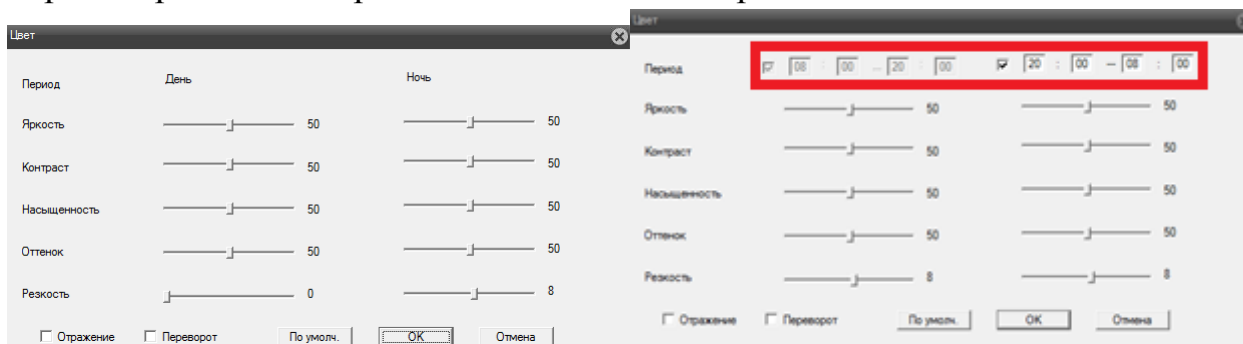 Цвет
Период День Ночь
Яркость 50 50
Контраст 50 50
Насыщенность 50 50
Оттенок 50 50
Резкость 0 8
Отражение Переворот По умолч. OK Отмена
Цвет
Период 08 : 00 ... 20 : 00 20 : 00 — 08 : 00
Яркость 50 50
Контраст 50 50
Насыщенность 50 50
Оттенок 50 50
Резкость 8 8
Отражение Переворот По умолч. OK Отмена